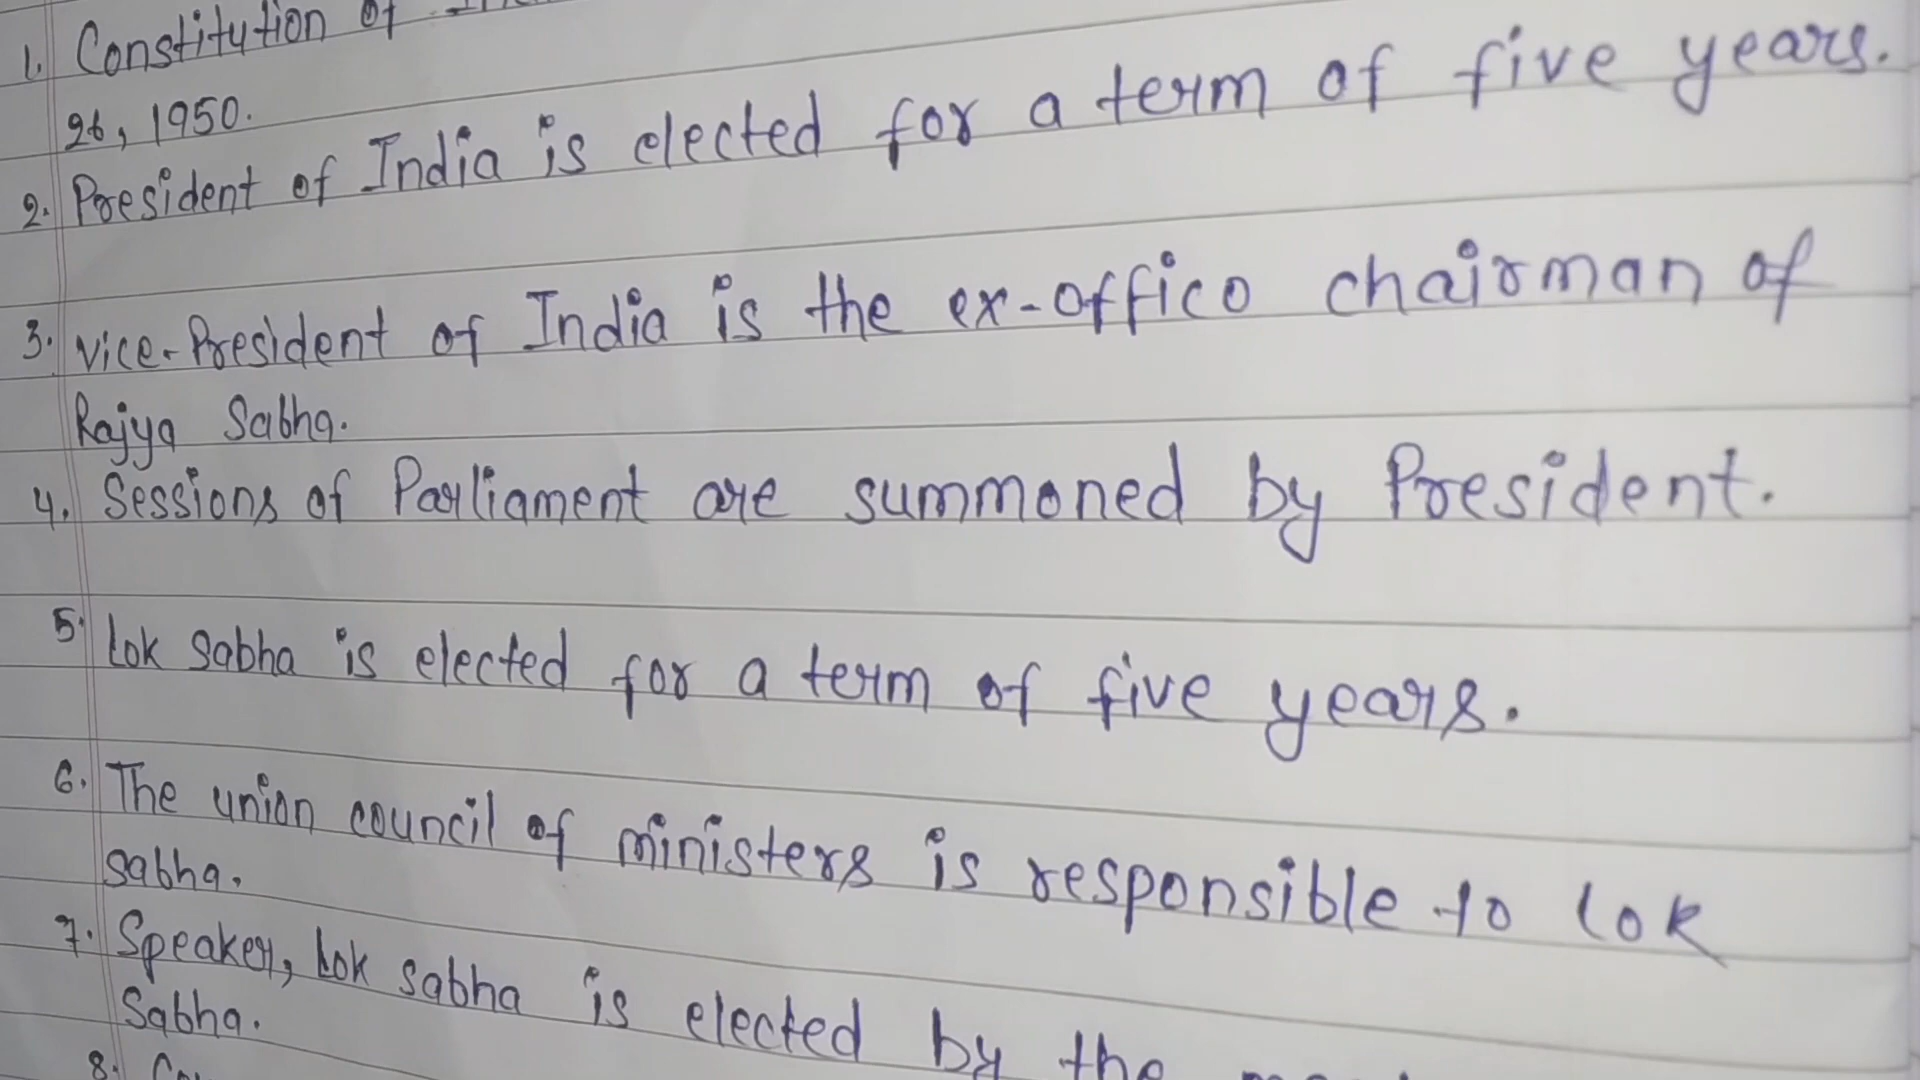 1. Constitution of
26, 1950.
2. President of India is elected for a term of five years.
3. Vice-President of India is the ex-offico chairman of
Rajya Sabha.
4. Sessions of Parliament are summoned by President.
5. Lok Sabha is elected for a term of five years.
6. The union council of ministers is responsible to Lok
Sabha.
7. Speaker, Lok Sabha is elected by the
Sabha.
8.